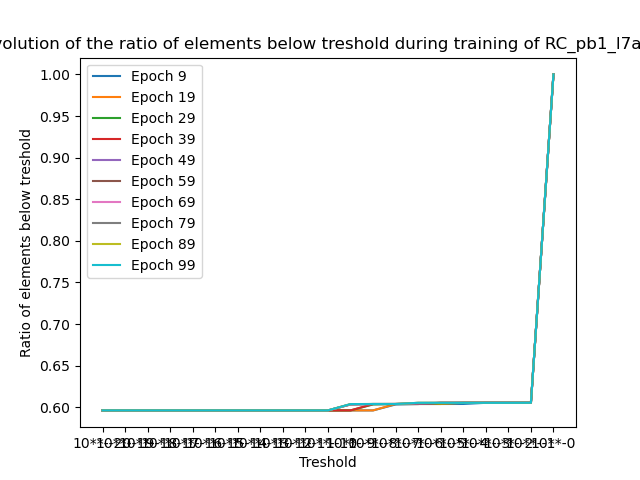 volution of the ratio of elements below treshold during training of RC_pb1_l7a
1.00
0.95
0.90
0.85
0.80
0.75
0.70
0.65
0.60
Ratio of elements below treshold
Epoch 9
Epoch 19
Epoch 29
Epoch 39
Epoch 49
Epoch 59
Epoch 69
Epoch 79
Epoch 89
Epoch 99
Treshold